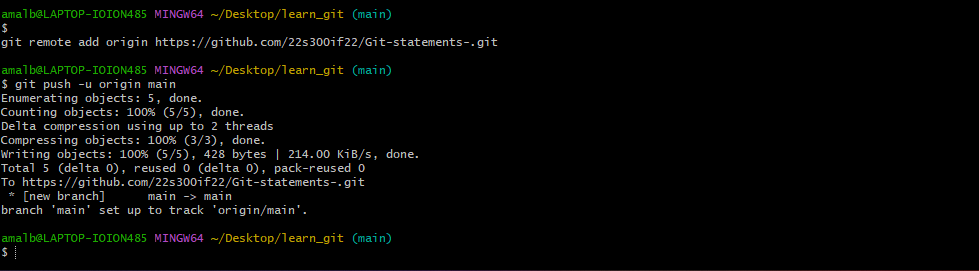 amalb@LAPTOP-IOION485 MINGW64 ~/Desktop/learn_git (main)
$
git remote add origin https://github.com/22s300if22/Git-statements-.git
amalb@LAPTOP-IOION485 MINGW64 ~/Desktop/learn_git (main)
$ git push -u origin main
Enumerating objects: 5, done.
Counting objects: 100% (5/5), done.
Delta compression using up to 2 threads
Compressing objects: 100% (3/3), done.
Writing objects: 100% (5/5), 428 bytes | 214.00 KiB/s, done.
Total 5 (delta 0), reused 0 (delta 0), pack-reused 0
To https://github.com/22s300if22/Git-statements-.git
 * [new branch]      main -> main
branch 'main' set up to track 'origin/main'.
amalb@LAPTOP-IOION485 MINGW64 ~/Desktop/learn_git (main)
$